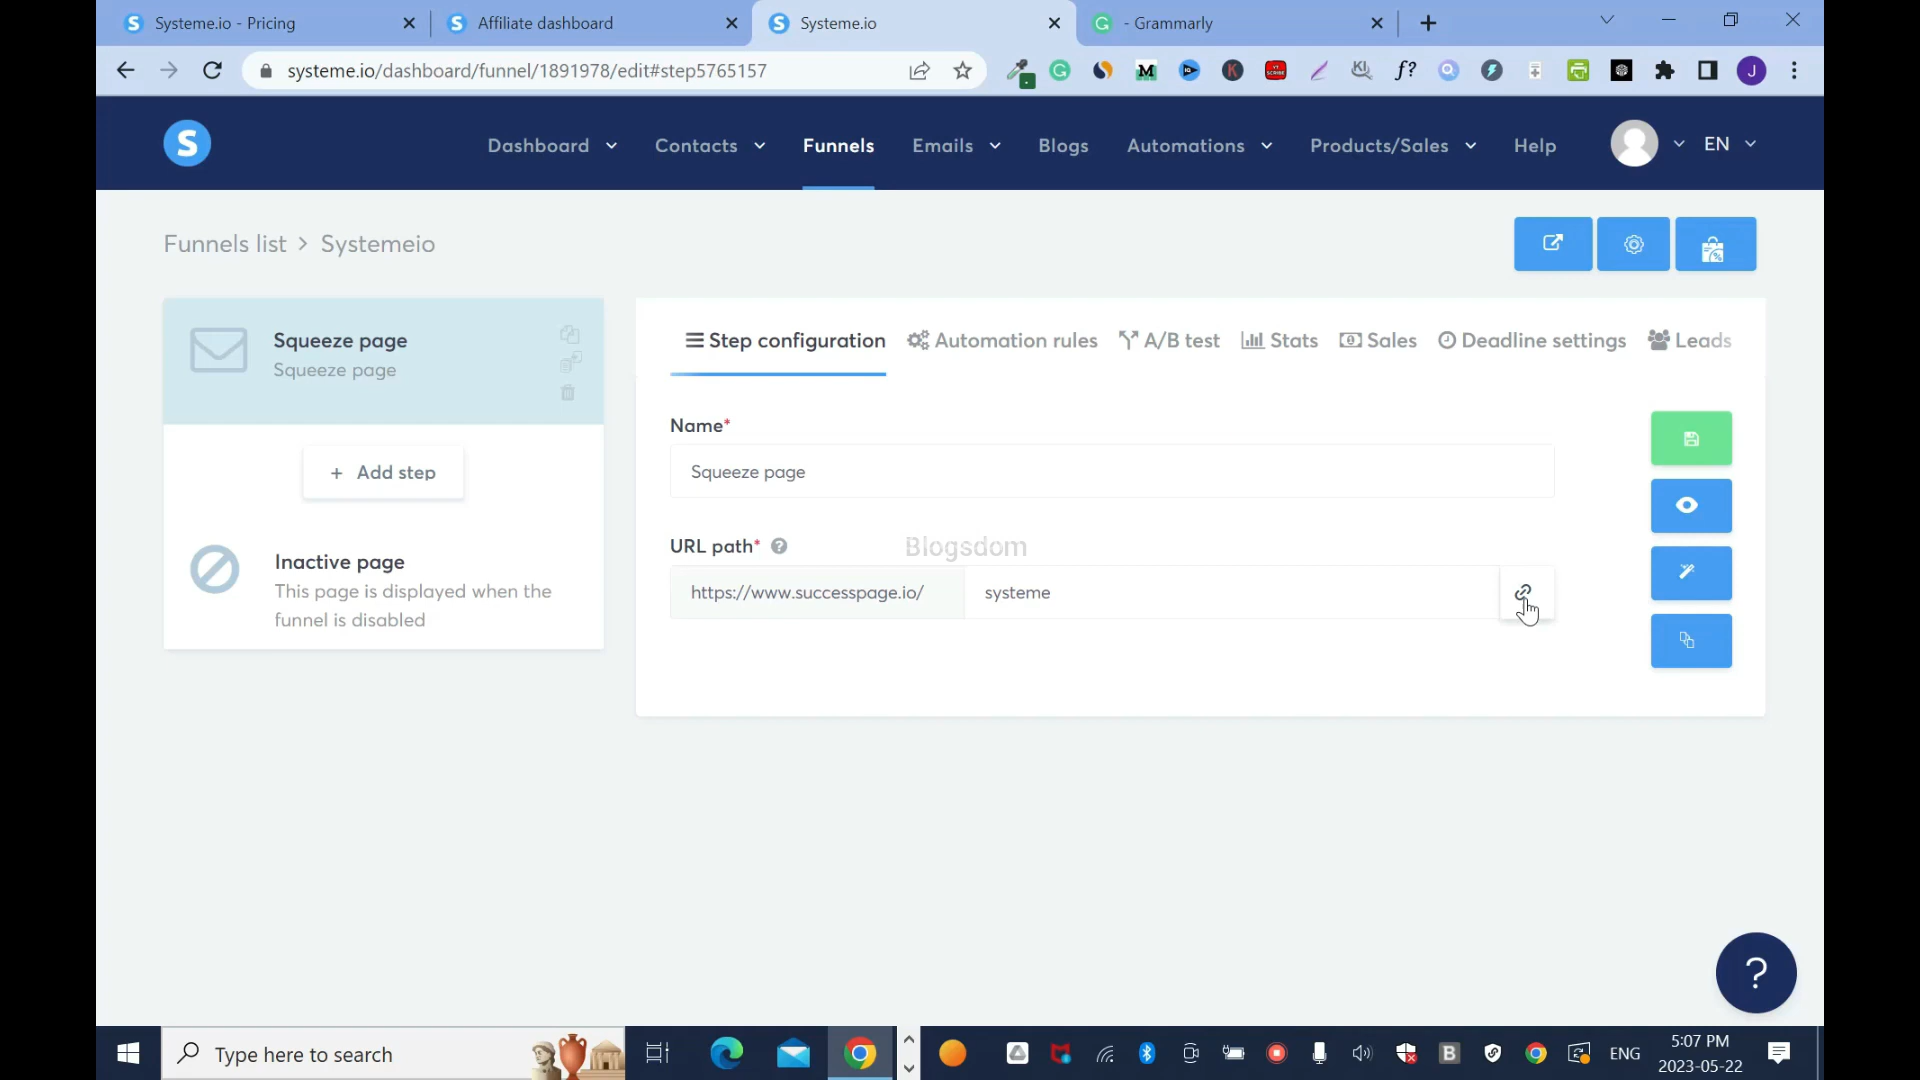 Systeme.io - Pricing
Affiliate dashboard
Systeme.io
- Grammarly
systeme.io/dashboard/funnel/1891978/edit#step5765157
Dashboard
Contacts
Funnels
Emails
Blogs
Automations
Products/Sales
Help
EN
Funnels list > Systemeio
Squeeze page
Squeeze page
+ Add step
Inactive page
This page is displayed when the
funnel is disabled
Step configuration
Automation rules
A/B test
Stats
Sales
Deadline settings
Leads
Name*
Squeeze page
URL path* ?
Blogsdom
https://www.successpage.io/
systeme
?
Type here to search
ENG
5:07 PM
2023-05-22